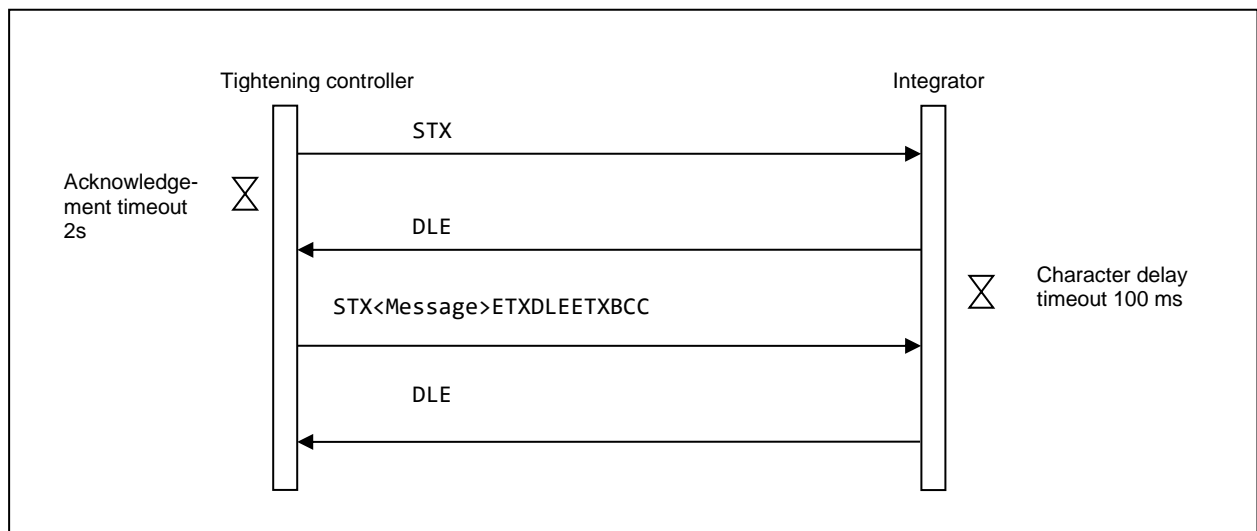 Tightening controller
Integrator
STX
Acknowledge-
ment timeout
2s
DLE
Character delay
timeout 100 ms
STX<Message>ETXDLEETXBCC
DLE